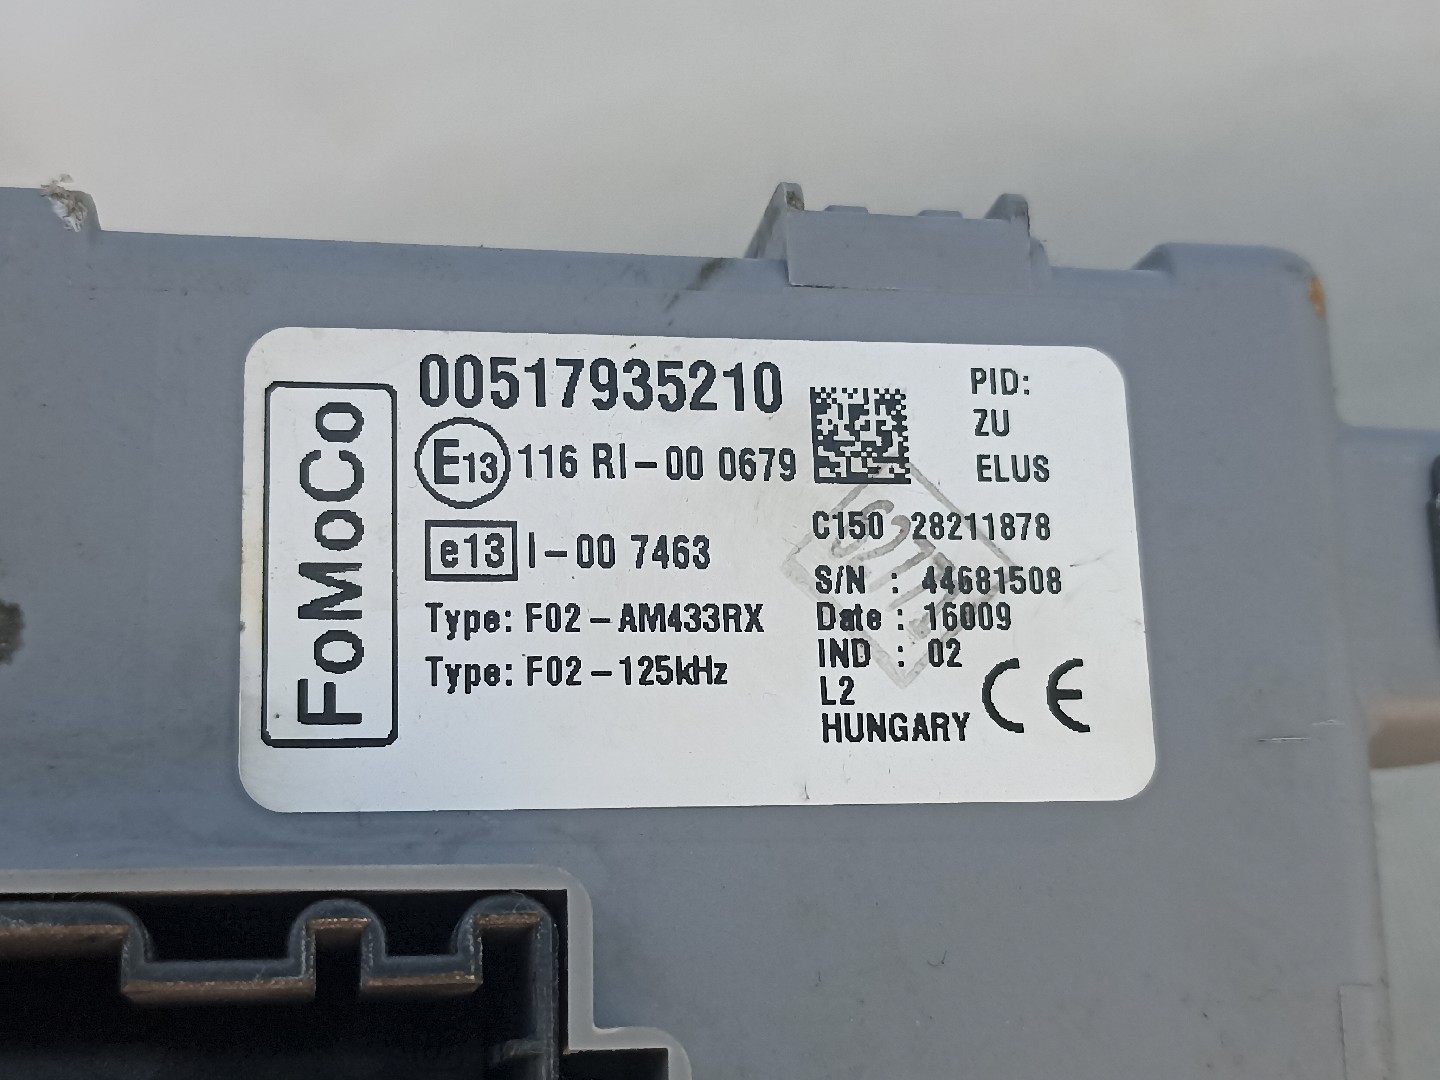 FoMoCo
00517935210
E13 116 RI-00 0679
e13 I-00 7463
Type: F02-AM433RX
Type: F02-125kHz
PID:
ZU
ELUS
C150 28211878
S/N : 44681508
Date : 16009
IND : 02
L2
HUNGARY
CE